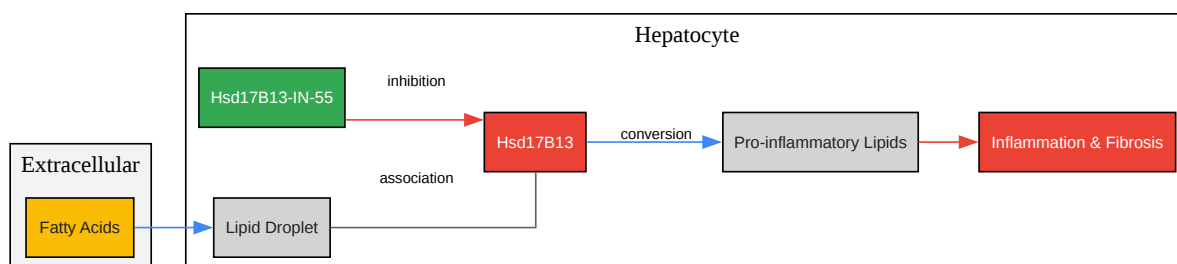 Hepatocyte
Hsd17B13-IN-55
inhibition
Hsd17B13
conversion
Pro-inflammatory Lipids
Inflammation & Fibrosis
Extracellular
association
Fatty Acids
Lipid Droplet